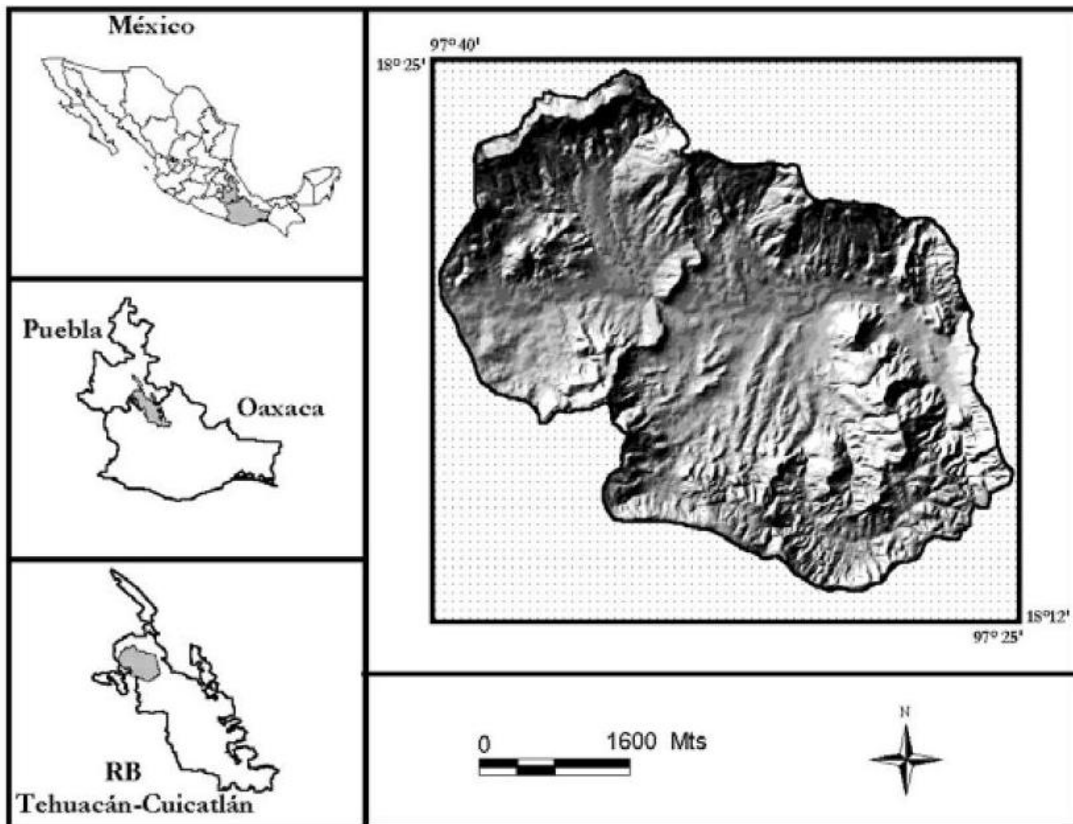 México
Puebla
Oaxaca
RB
Tehuacán-Cuicatlán
97° 40'
18° 25'
18°12'
97° 25'
0 1600 Mts
N